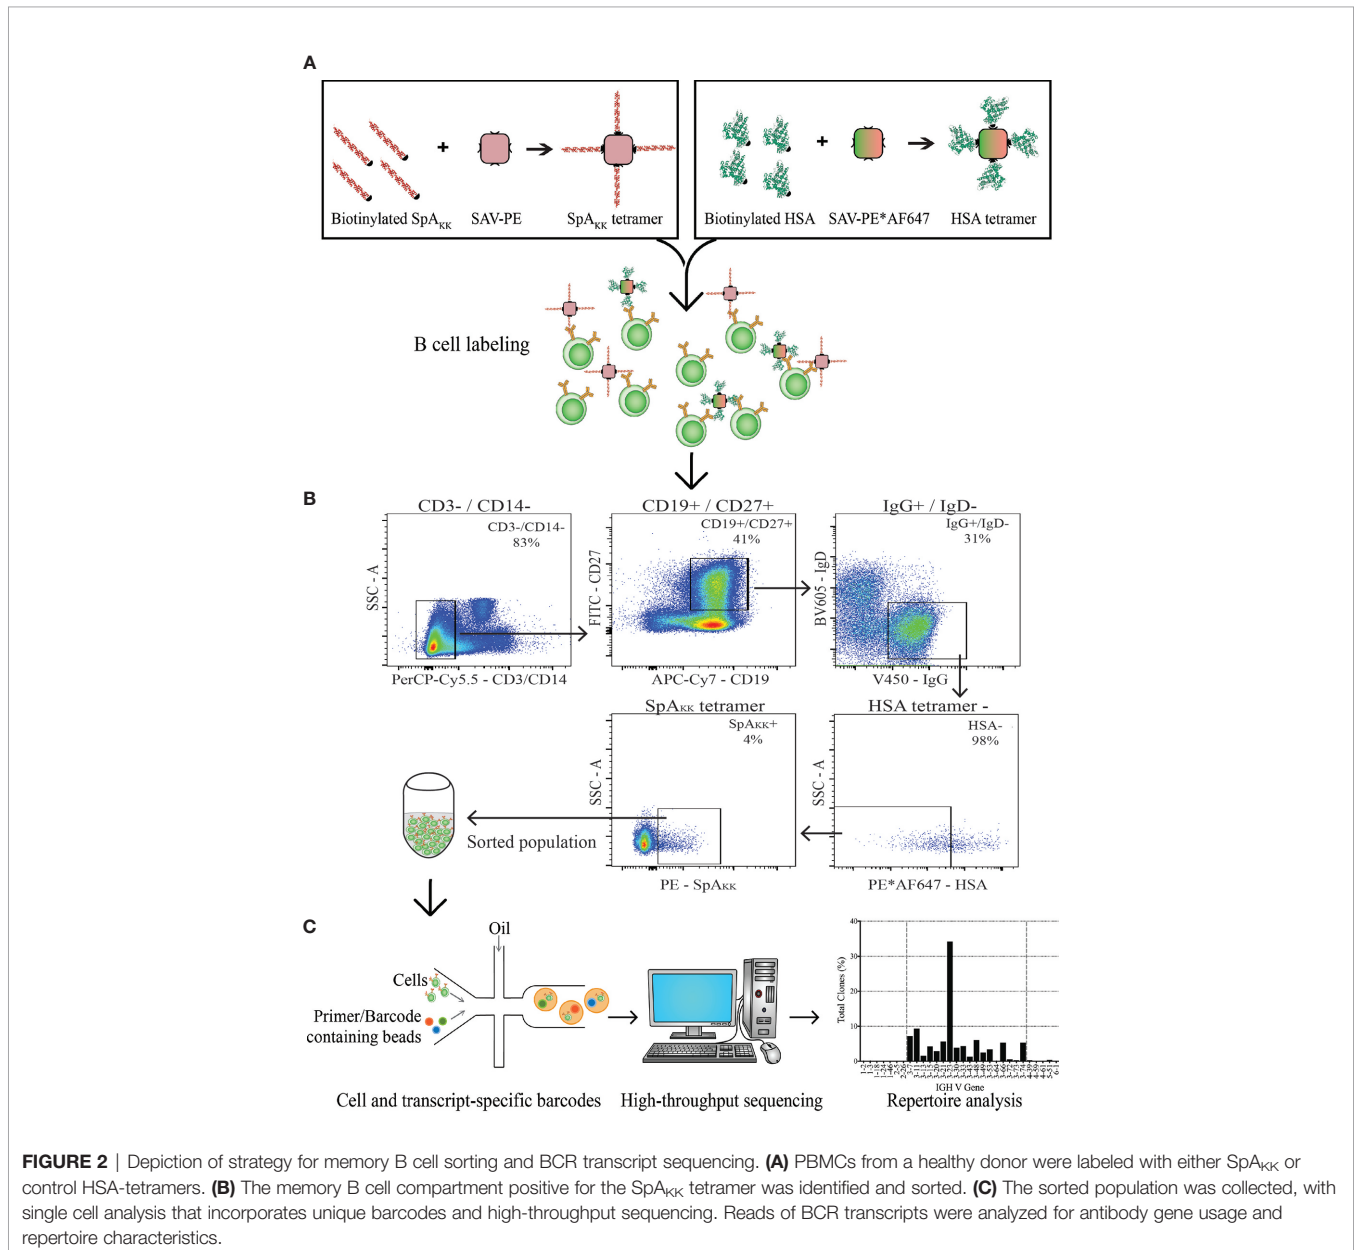 A
Biotinylated SpAKK
+
SAV-PE
SpAKK tetramer
Biotinylated HSA
+
SAV-PE*AF647
HSA tetramer
B cell labeling
B
CD3- / CD14-
CD3-/CD14-
83%
SSC - A
PerCP-Cy5.5 - CD3/CD14
CD19+ / CD27+
CD19+/CD27+
41%
FITC - CD27
APC-Cy7 - CD19
IgG+ / IgD-
IgG+/IgD-
31%
BV605 - IgD
V450 - IgG
SpAKK tetramer
SpAKK+
4%
SSC - A
PE - SpAKK
HSA tetramer -
HSA-
98%
SSC - A
PE*AF647 - HSA
Sorted population
C
Oil
Cells
Primer/Barcode
containing beads
Cell and transcript-specific barcodes
High-throughput sequencing
Total Clones (%)
40
30
20
10
0
IGH V Gene
Repertoire analysis
FIGURE 2 | Depiction of strategy for memory B cell sorting and BCR transcript sequencing. (A) PBMCs from a healthy donor were labeled with either SpAKK or
control HSA-tetramers. (B) The memory B cell compartment positive for the SpAKK tetramer was identified and sorted. (C) The sorted population was collected, with
single cell analysis that incorporates unique barcodes and high-throughput sequencing. Reads of BCR transcripts were analyzed for antibody gene usage and
repertoire characteristics.